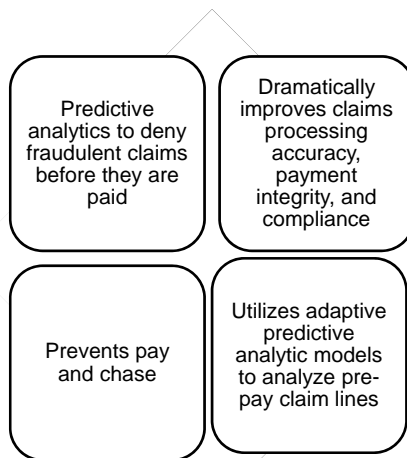 Predictive
analytics to deny
fraudulent claims
before they are
paid
Dramatically
improves claims
processing
accuracy,
payment
integrity, and
compliance
Prevents pay
and chase
Utilizes adaptive
predictive
analytic models
to analyze pre-
pay claim lines